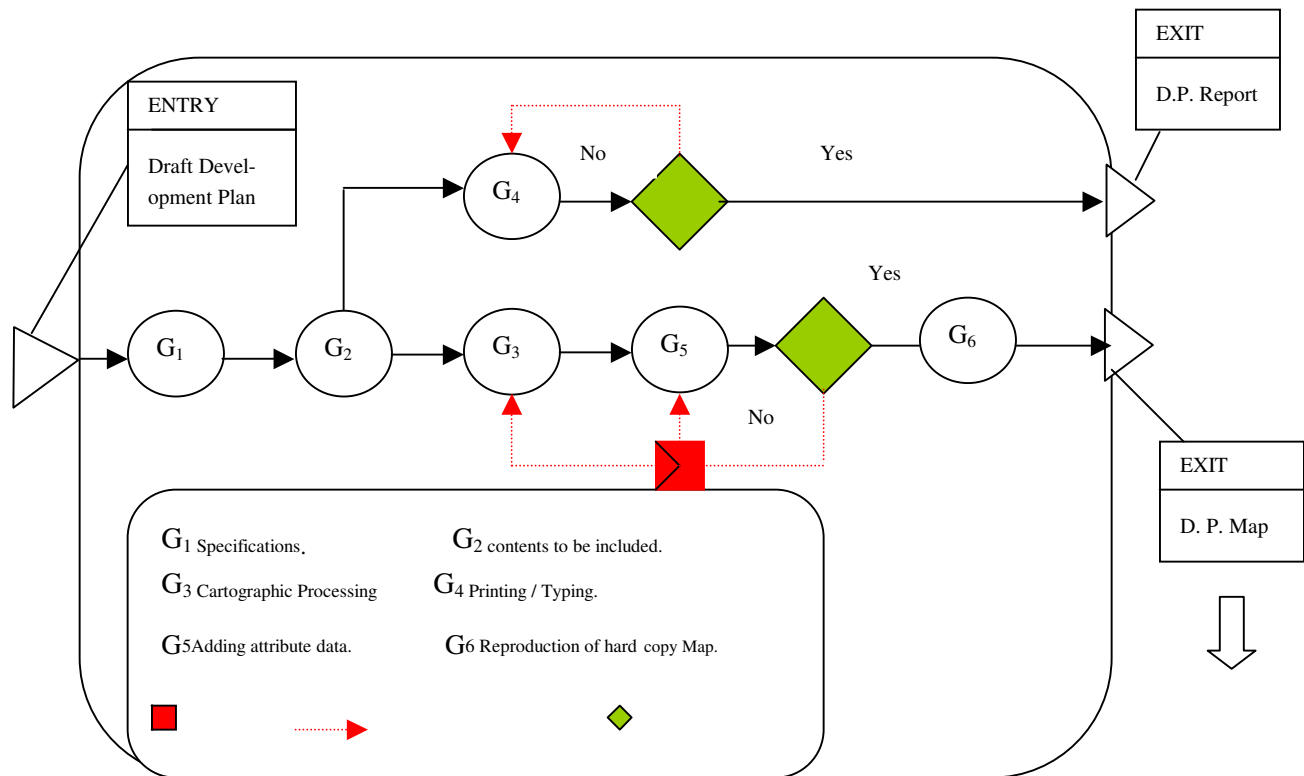 EXIT
D.P. Report
ENTRY
Draft Devel-
opment Plan
No
Yes
G4
Yes
G1
G2
G3
G5
G6
No
EXIT
D. P. Map
G1 Specifications.
G2 contents to be included.
G3 Cartographic Processing
G4 Printing / Typing.
G5Adding attribute data.
G6 Reproduction of hard copy Map.